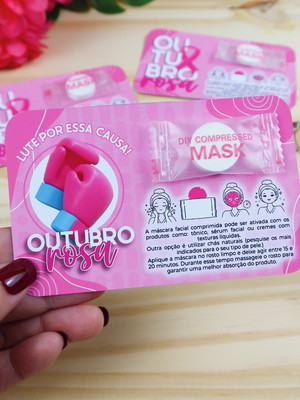 OUTUBRO
rosa
MASK
LUTE POR ESSA CAUSA!
DIY COMPRESSED
MASK
OUTUBRO
rosa
A máscara facial comprimida pode ser ativada com os
produtos como: tônico, sérum facial ou cremes com
texturas líquidas.
Outra opção é utilizar chás naturais (pesquise os mais
indicados para o seu tipo de pele.)
Aplique a máscara no rosto limpo e deixe agir entre 15 e
20 minutos. Durante esse tempo massageie o rosto para
garantir uma melhor absorção do produto.